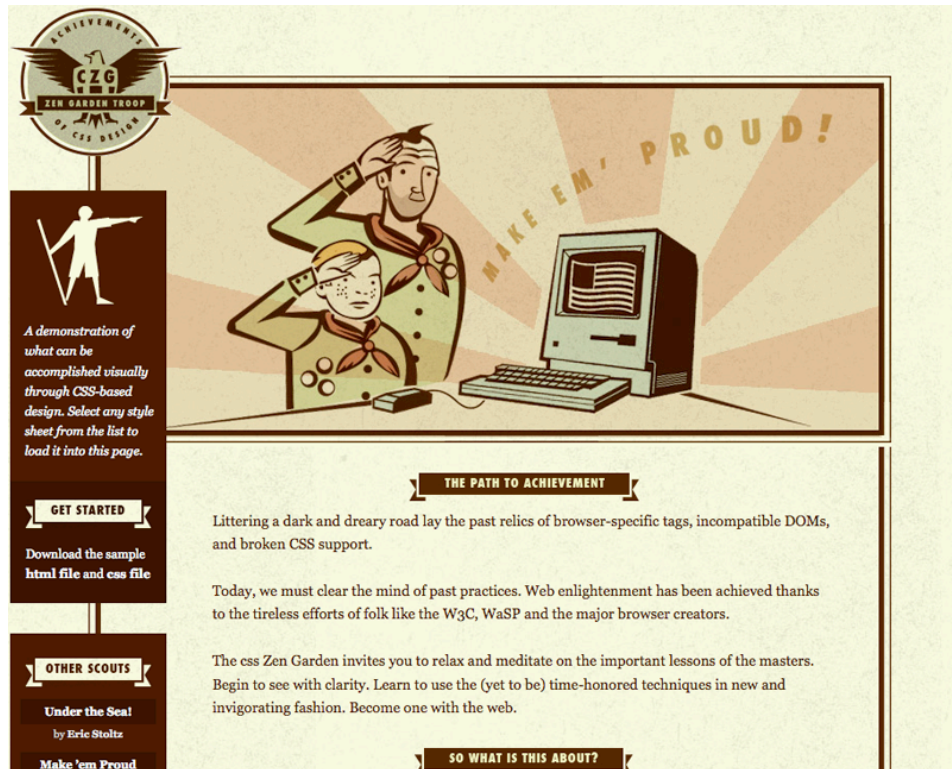 ACHIEVEMENTS
CZG
ZEN GARDEN TROOP
OF CSS DESIGN
MAKE EM' PROUD!
A demonstration of
what can be
accomplished visually
through CSS-based
design. Select any style
sheet from the list to
load it into this page.
GET STARTED
Download the sample
html file and css file
OTHER SCOUTS
Under the Sea!
by Eric Stoltz
Make 'em Proud
THE PATH TO ACHIEVEMENT
Littering a dark and dreary road lay the past relics of browser-specific tags, incompatible DOMs,
and broken CSS support.
Today, we must clear the mind of past practices. Web enlightenment has been achieved thanks
to the tireless efforts of folk like the W3C, WaSP and the major browser creators.
The css Zen Garden invites you to relax and meditate on the important lessons of the masters.
Begin to see with clarity. Learn to use the (yet to be) time-honored techniques in new and
invigorating fashion. Become one with the web.
SO WHAT IS THIS ABOUT?